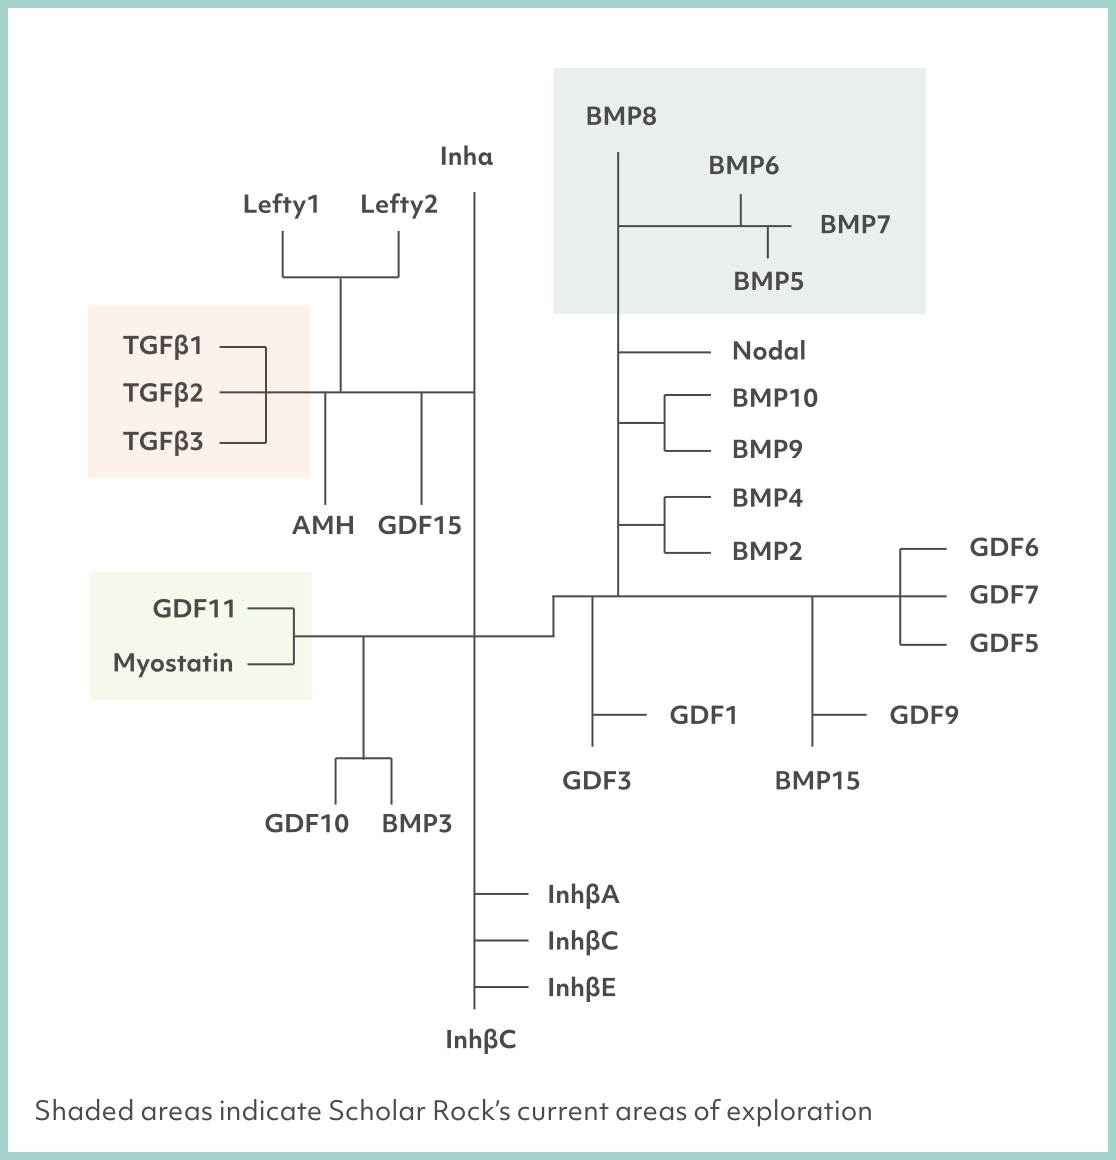 BMP8
Inhα
BMP6
Lefty1
Lefty2
BMP7
BMP5
TGFβ1
Nodal
TGFβ2
BMP10
TGFβ3
BMP9
BMP4
AMH
GDF15
BMP2
GDF6
GDF7
GDF11
GDF5
Myostatin
GDF1
GDF9
GDF3
BMP15
GDF10
BMP3
InhβA
InhβC
InhβE
InhβC
Shaded areas indicate Scholar Rock’s current areas of exploration